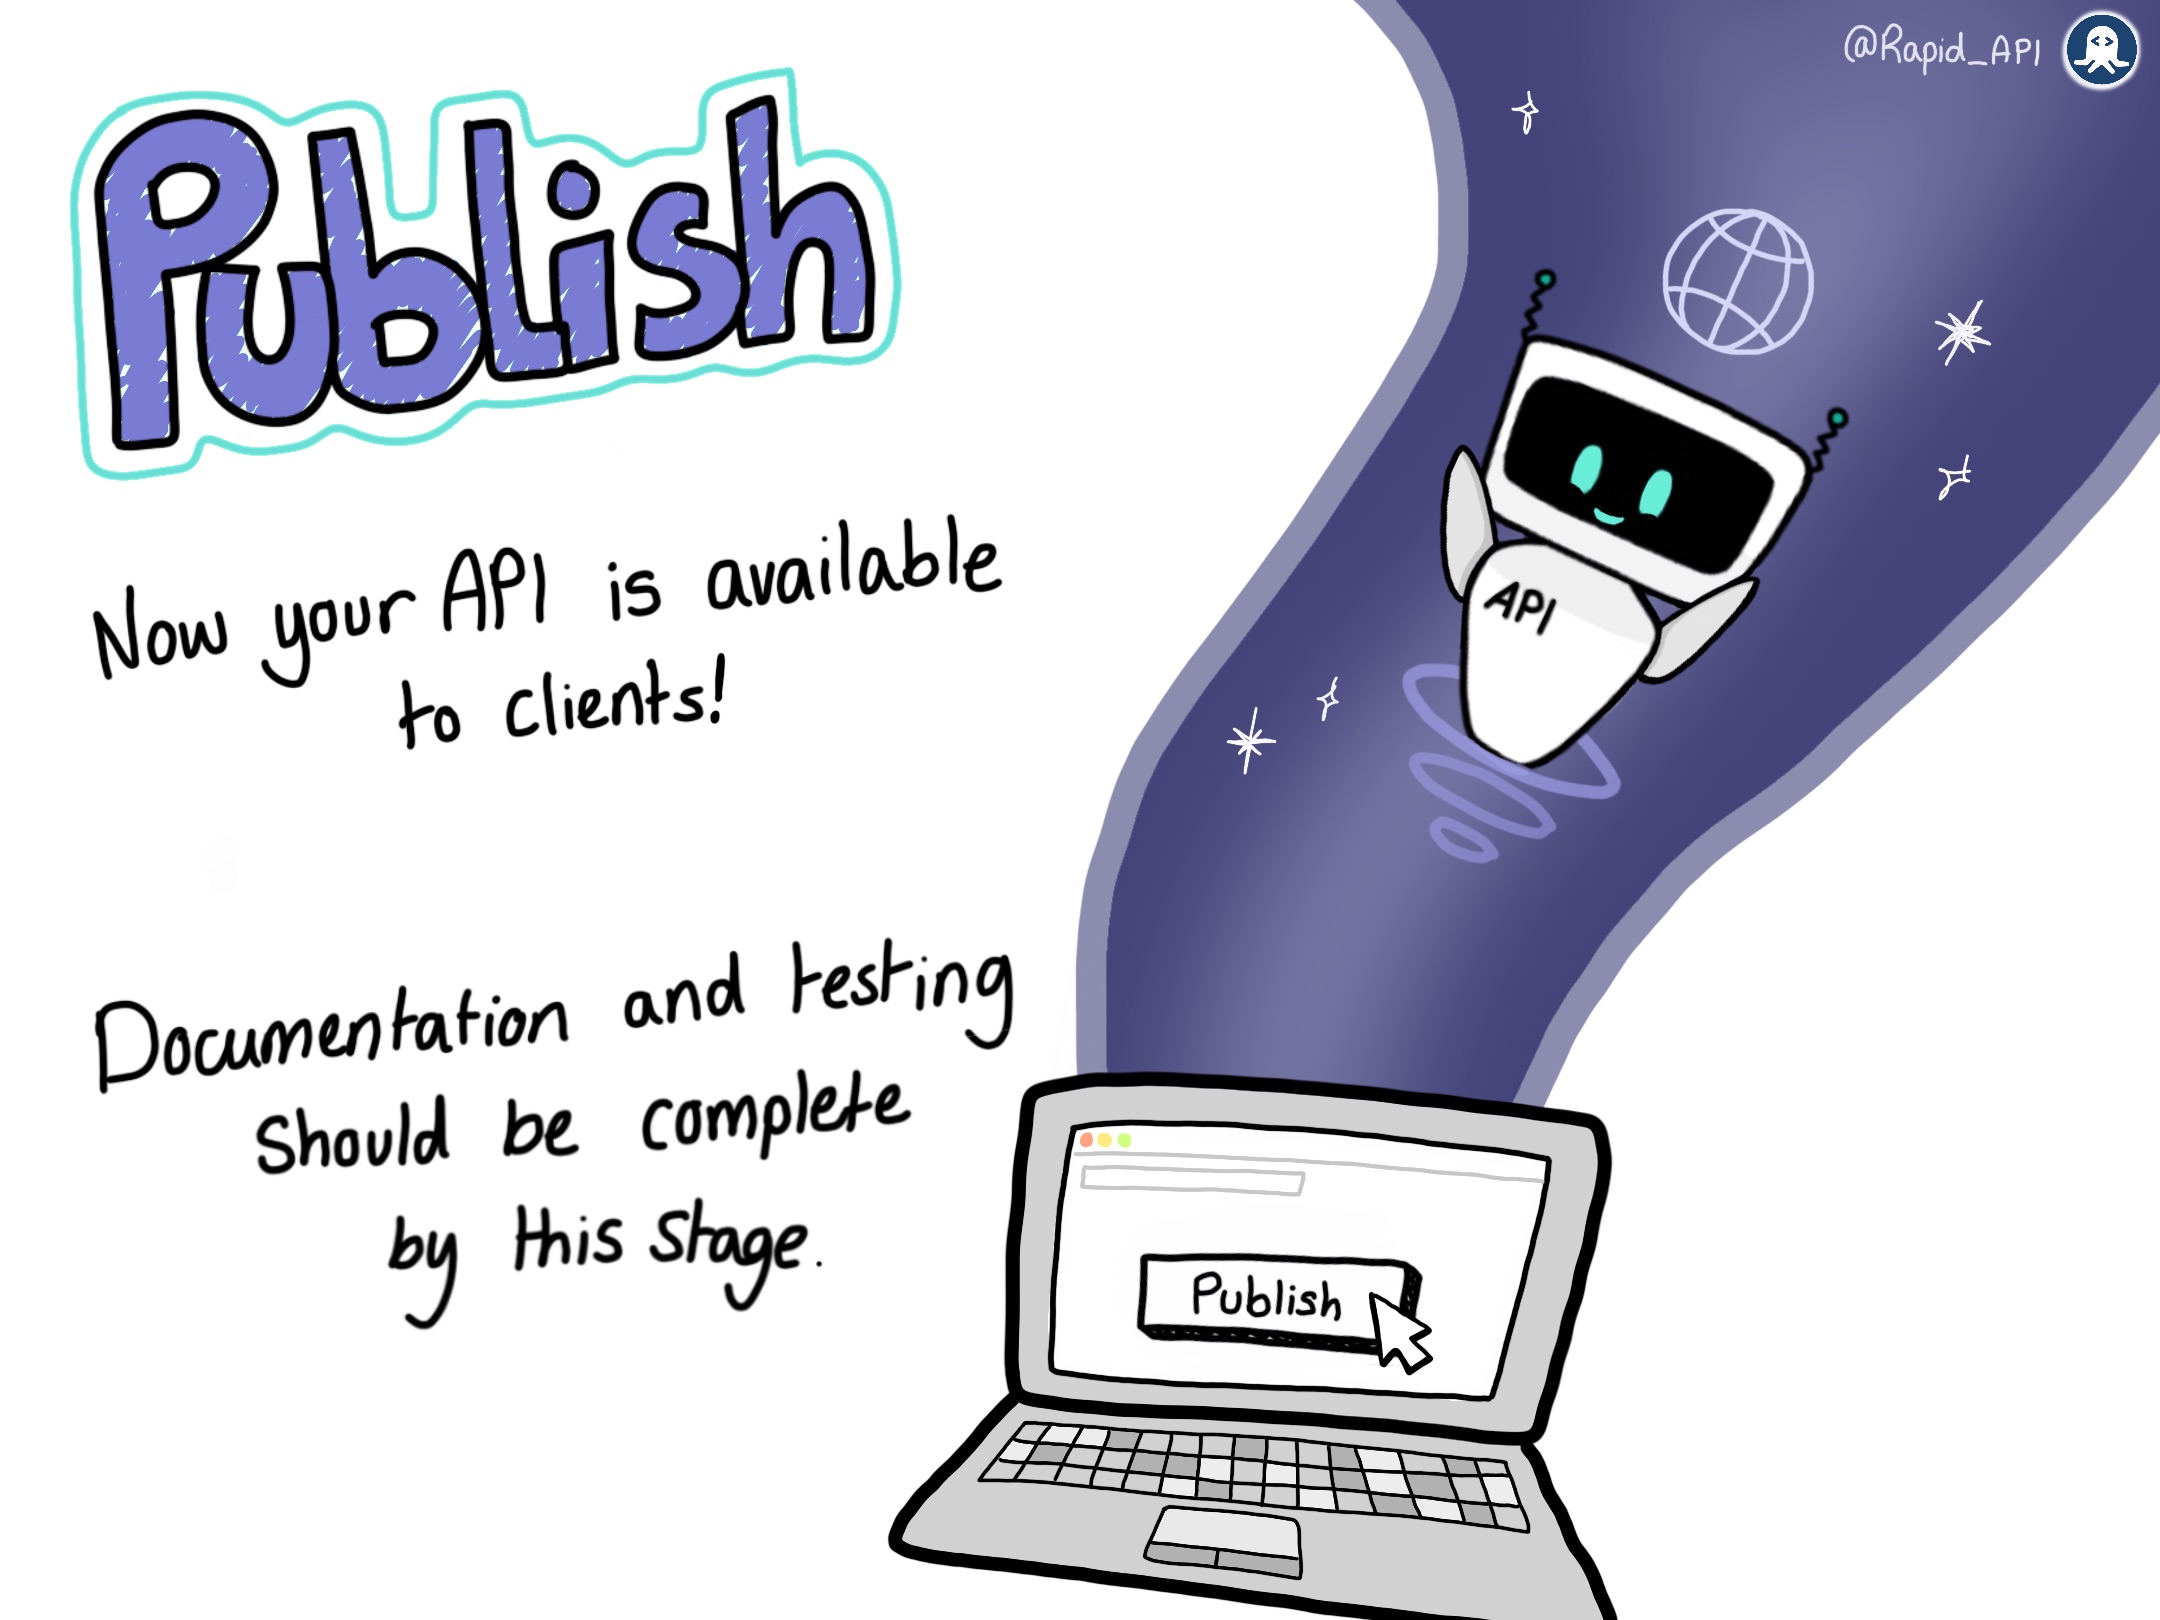 @Rapid_API
Publish
Now your API is available
to clients!
API
Documentation and testing
should be complete
by this stage.
Publish